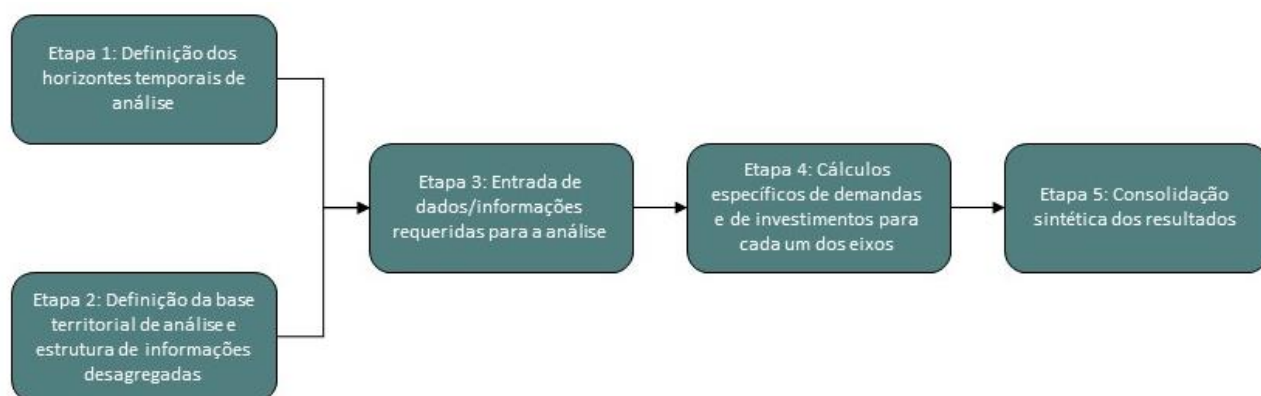 Etapa 1: Definição dos
horizontes temporais de
análise
Etapa 2: Definição da base
territorial de análise e
estrutura de informações
desagregadas
Etapa 3: Entrada de
dados/informações
requeridas para a análise
Etapa 4: Cálculos
específicos de demandas
e de investimentos para
cada um dos eixos
Etapa 5: Consolidação
sintética dos resultados